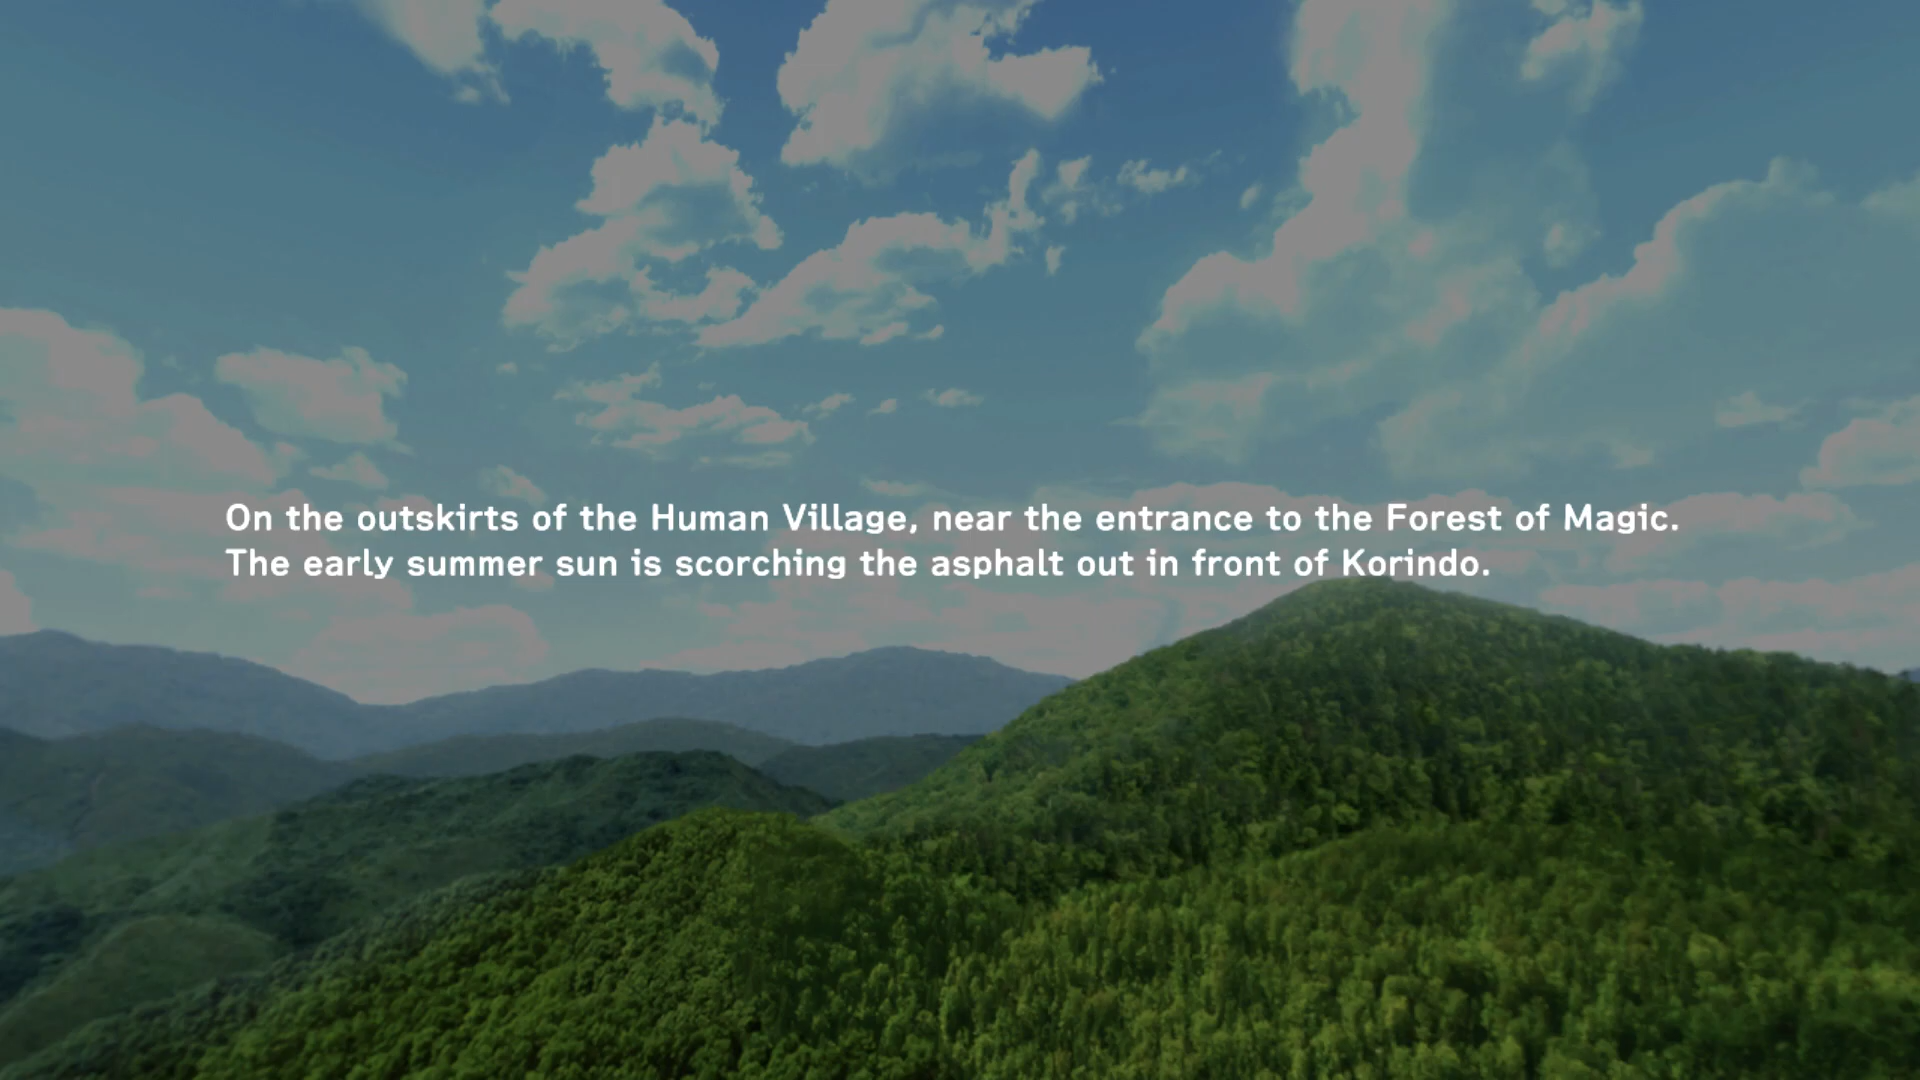 On the outskirts of the Human Village, near the entrance to the Forest of Magic.
The early summer sun is scorching the asphalt out in front of Korindo.